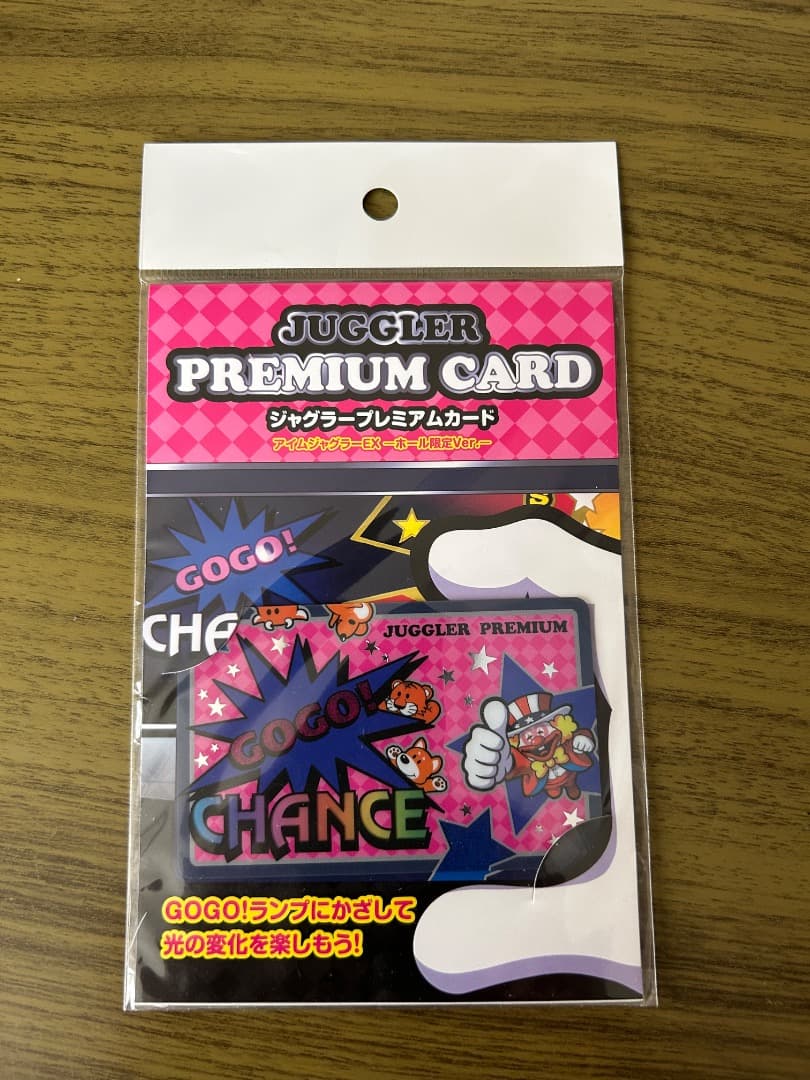 JUGGLER
PREMIUM CARD
ジャグラープレミアムカード
アイムジャグラーEX ーホール限定Ver.ー
S
GOGO!
CHA
JUGGLER PREMIUM
GOGO!
CHANCE
GOGO!ランプにかざして
光の変化を楽しもう!